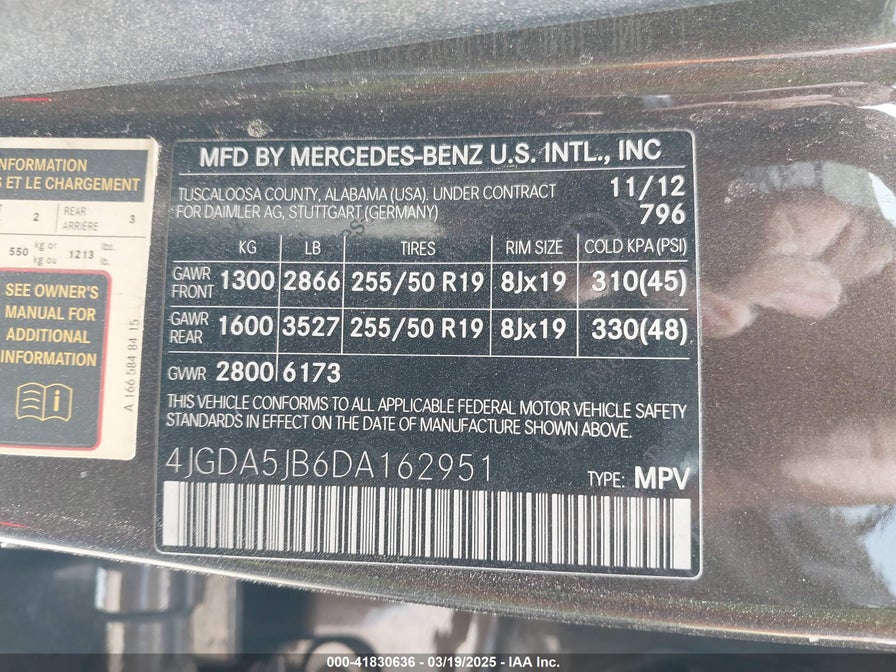 INFORMATION
S ET LE CHARGEMENT
2 REAR ARRIÈRE 3
550 kg or kg ou 1213 lbs. lb.
SEE OWNER'S
MANUAL FOR
ADDITIONAL
INFORMATION
A 166 584 84 15
MFD BY MERCEDES-BENZ U.S. INTL., INC
TUSCALOOSA COUNTY, ALABAMA (USA). UNDER CONTRACT 11/12
FOR DAIMLER AG, STUTTGART (GERMANY) 796
KG LB TIRES RIM SIZE COLD KPA (PSI)
GAWR FRONT 1300 2866 255/50 R19 8Jx19 310(45)
GAWR REAR 1600 3527 255/50 R19 8Jx19 330(48)
GVWR 2800 6173
THIS VEHICLE CONFORMS TO ALL APPLICABLE FEDERAL MOTOR VEHICLE SAFETY
STANDARDS IN EFFECT ON THE DATE OF MANUFACTURE SHOWN ABOVE.
4JGDA5JB6DA162951 TYPE: MPV
000-41830636 - 03/19/2025 - IAA Inc.